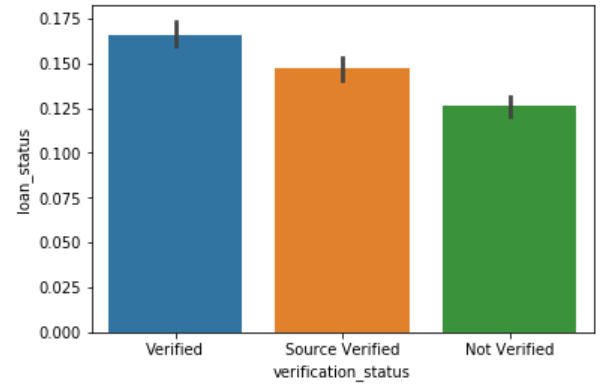 0.175
0.150
0.125
0.100
0.075
0.050
0.025
0.000
loan_status
Verified
Source Verified
Not Verified
verification_status